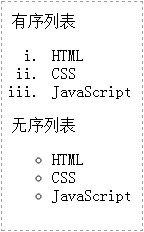 有序列表
i. HTML
ii. CSS
iii. JavaScript
无序列表
HTML
CSS
JavaScript